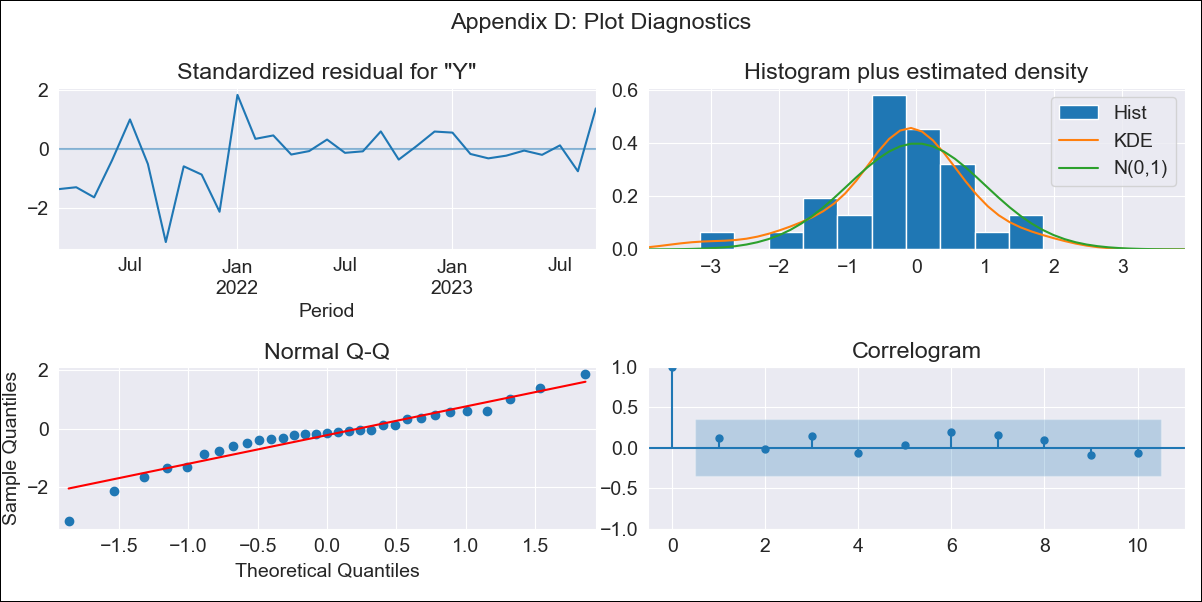 Appendix D: Plot Diagnostics
Standardized residual for "Y"
2
0
−2
Jul
Jan
2022
Jul
Jan
2023
Jul
Period
Histogram plus estimated density
0.6
0.4
0.2
0.0
−3
−2
−1
0
1
2
3
Hist
KDE
N(0,1)
Normal Q-Q
Sample Quantiles
2
0
−2
−1.5
−1.0
−0.5
0.0
0.5
1.0
1.5
Theoretical Quantiles
Correlogram
1.0
0.5
0.0
−0.5
−1.0
0
2
4
6
8
10